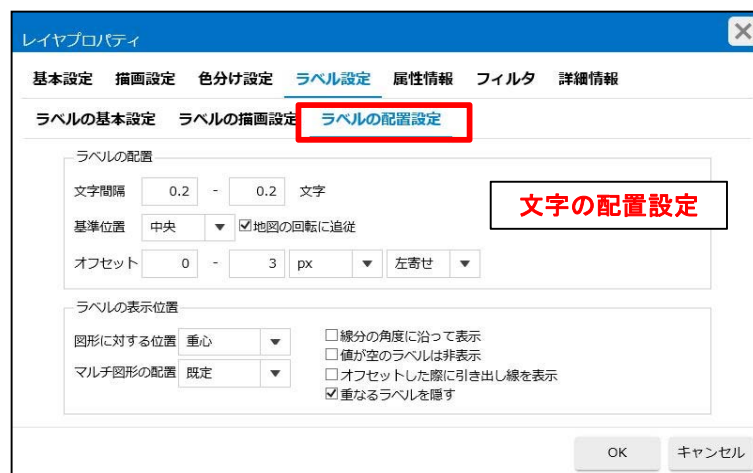 レイヤプロパティ
基本設定 描画設定 色分け設定 ラベル設定 属性情報 フィルタ 詳細情報
ラベルの基本設定 ラベルの描画設定 ラベルの配置設定
ラベルの配置
文字間隔 0.2 - 0.2 文字
文字の配置設定
基準位置 中央 地図の回転に追従
オフセット 0 - 3 px 左寄せ
ラベルの表示位置
図形に対する位置 重心 線分の角度に沿って表示
値が空のラベルは非表示
マルチ図形の配置 既定 オフセットした際に引き出し線を表示
重なるラベルを隠す
OK キャンセル